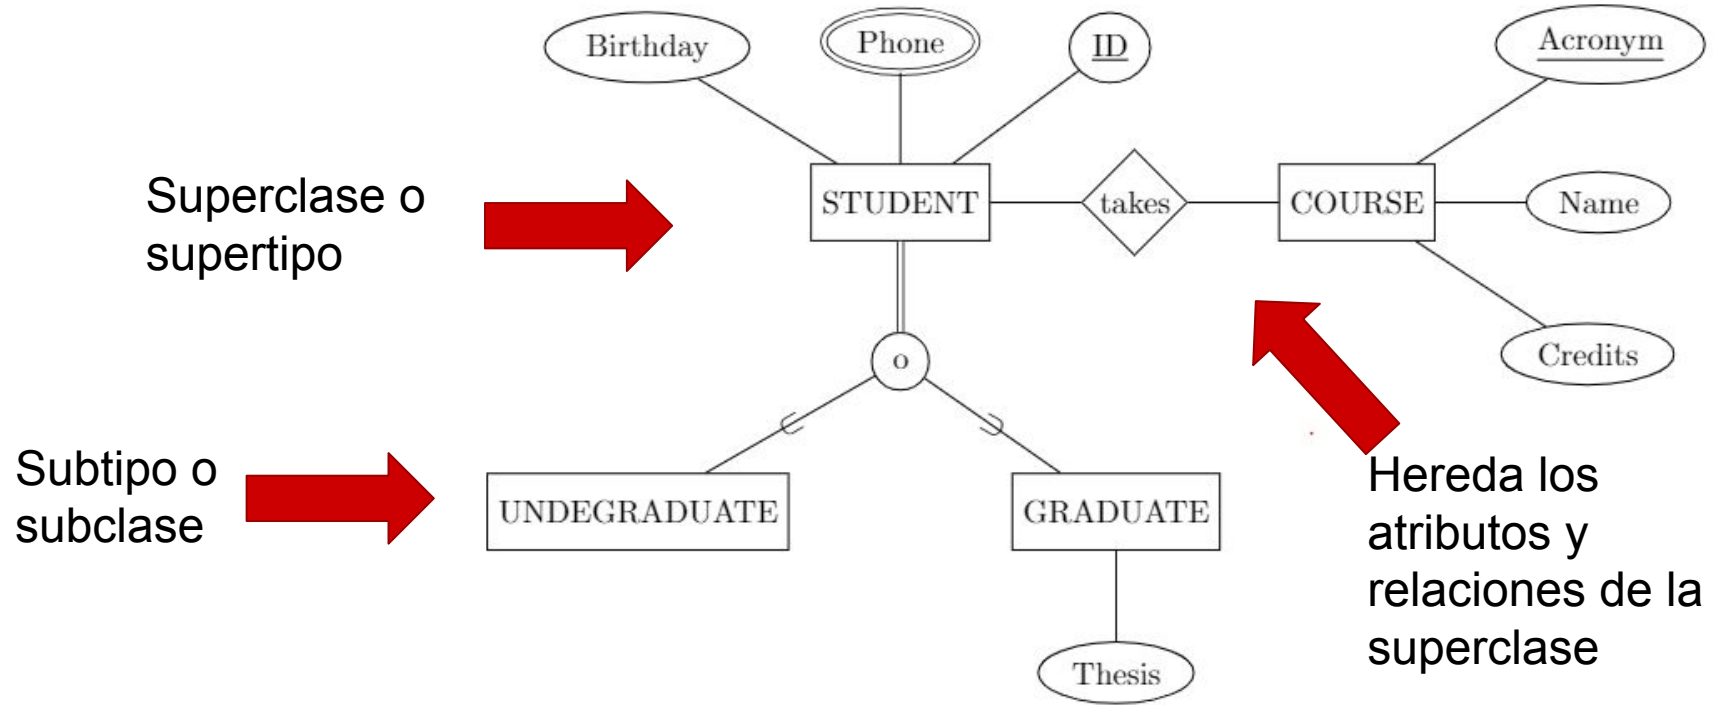 Birthday
Phone
ID
Acronym
Superclase o
supertipo
STUDENT
takes
COURSE
Name
o
Credits
Subtipo o
subclase
UNDEGRADUATE
GRADUATE
Hereda los
atributos y
relaciones de la
superclase
Thesis